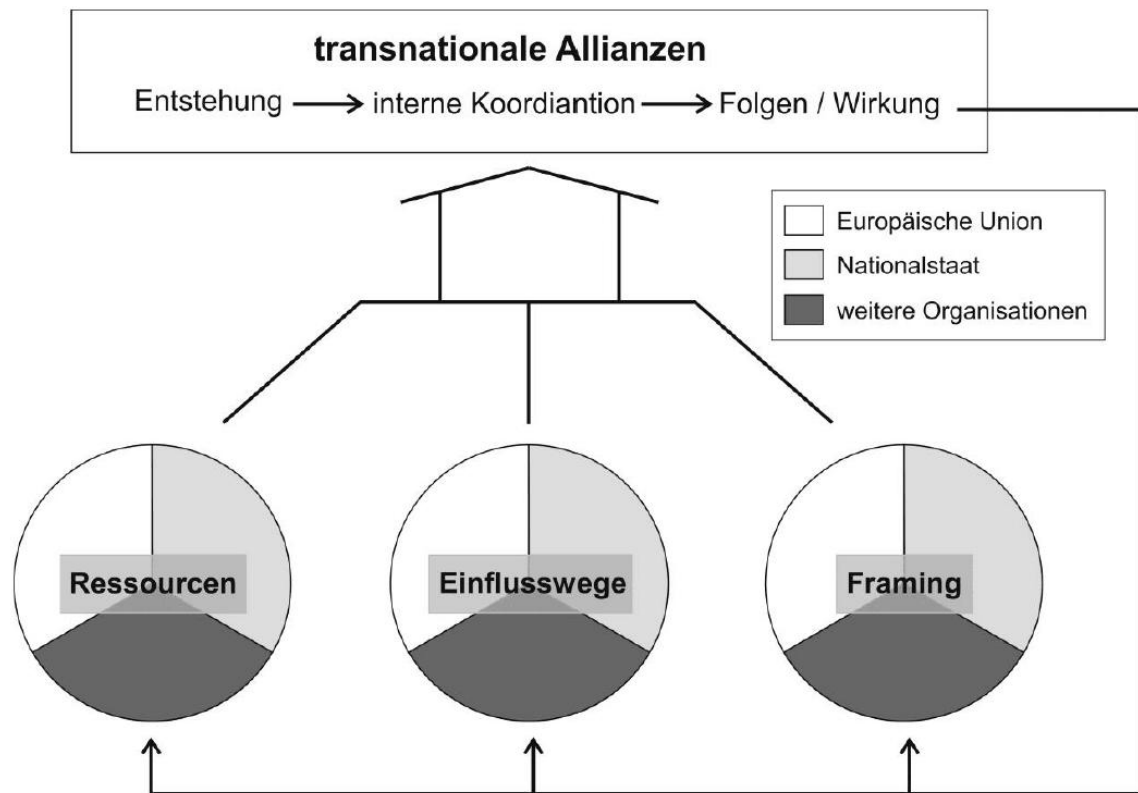 transnationale Allianzen
Entstehung interne Koordiantion Folgen / Wirkung
Europäische Union
Nationalstaat
weitere Organisationen
Ressourcen
Einflusswege
Framing